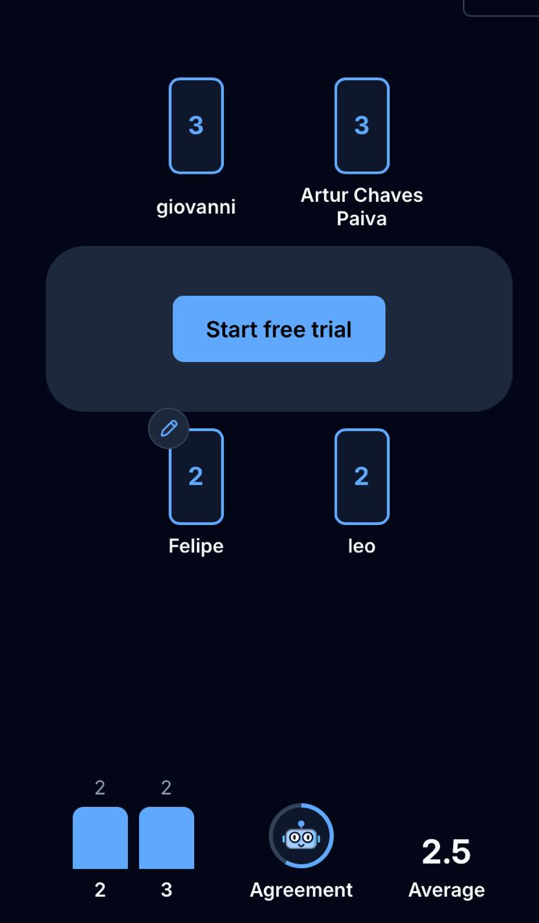 3
3
giovanni
Artur Chaves
Paiva
Start free trial
2
2
Felipe
leo
2
2
2
3
Agreement
2.5
Average